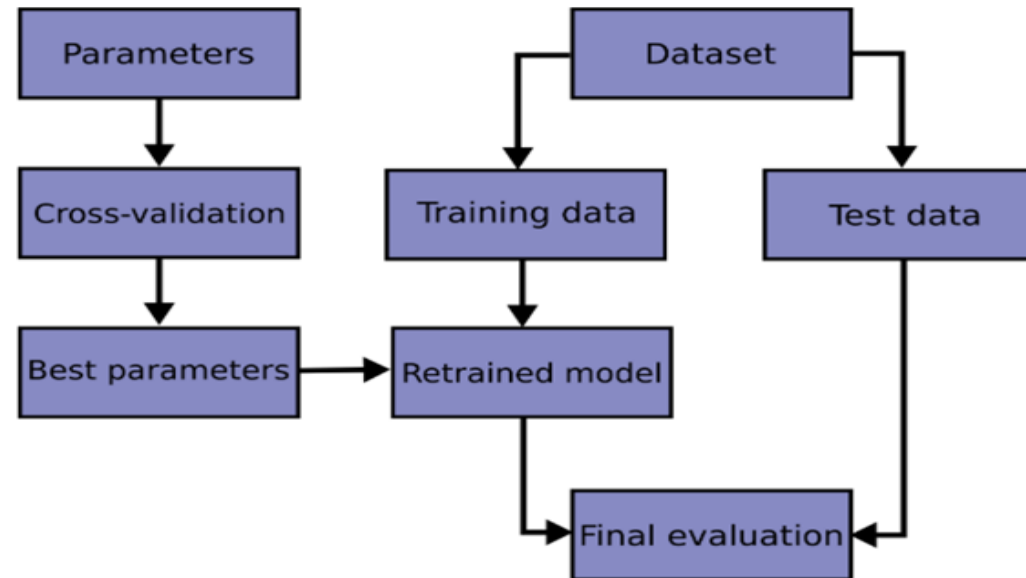 Parameters
Dataset
Cross-validation
Training data
Test data
Best parameters
Retrained model
Final evaluation